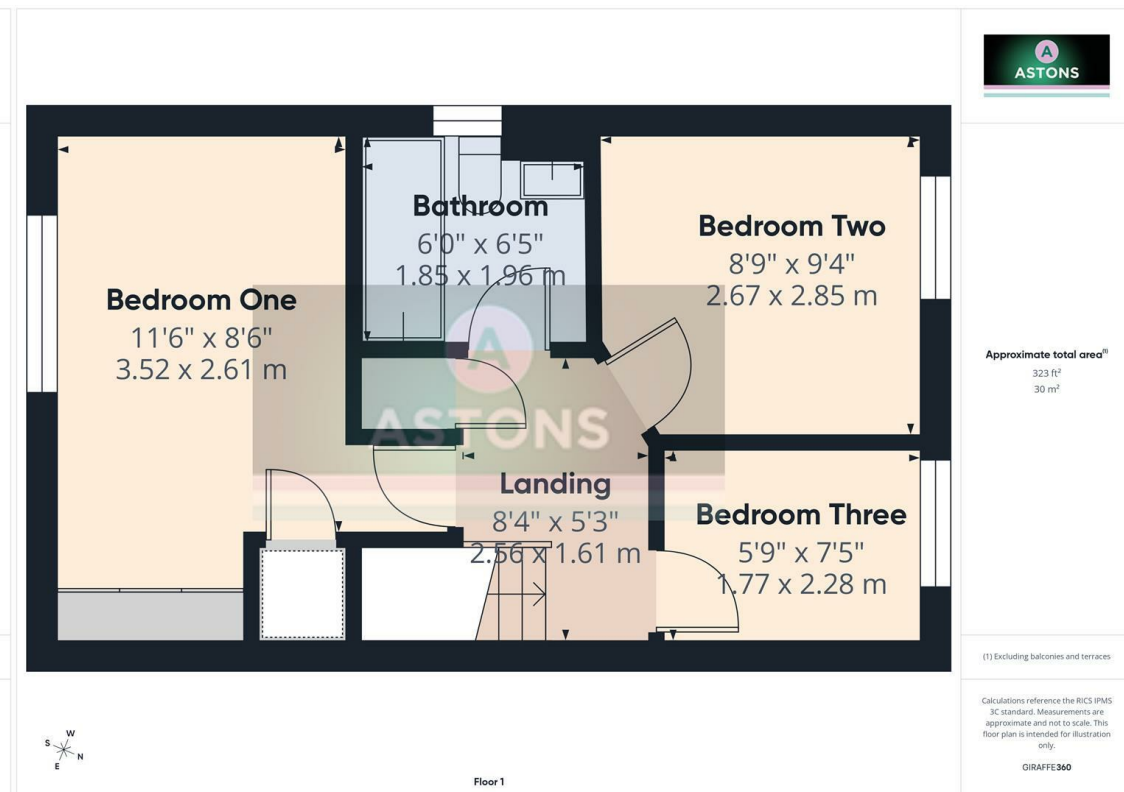 A
ASTONS
Bathroom
6'0" x 6'5"
1.85 x 1.96 m
Bedroom Two
8'9" x 9'4"
2.67 x 2.85 m
Bedroom One
11'6" x 8'6"
3.52 x 2.61 m
A
ASTONS
Landing
8'4" x 5'3"
2.56 x 1.61 m
Bedroom Three
5'9" x 7'5"
1.77 x 2.28 m
Approximate total area(1)
323 ft²
30 m²
(1) Excluding balconies and terraces
Calculations reference the RICS IPMS
3C standard. Measurements are
approximate and not to scale. This
floor plan is intended for illustration
only.
GIRAFFE360
W
S
N
E
Floor 1